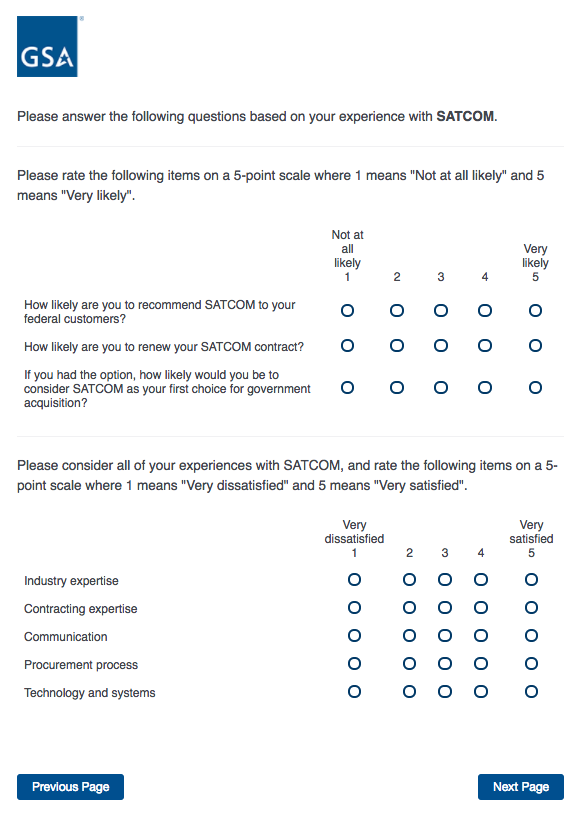 GSA
Please answer the following questions based on your experience with SATCOM.
Please rate the following items on a 5-point scale where 1 means "Not at all likely" and 5
means "Very likely".
Not at
all
likely
1
2
3
4
Very
likely
5
How likely are you to recommend SATCOM to your
federal customers?
How likely are you to renew your SATCOM contract?
If you had the option, how likely would you be to
consider SATCOM as your first choice for government
acquisition?
Please consider all of your experiences with SATCOM, and rate the following items on a 5-
point scale where 1 means "Very dissatisfied" and 5 means "Very satisfied".
Very
dissatisfied
1
2
3
4
Very
satisfied
5
Industry expertise
Contracting expertise
Communication
Procurement process
Technology and systems
Previous Page
Next Page